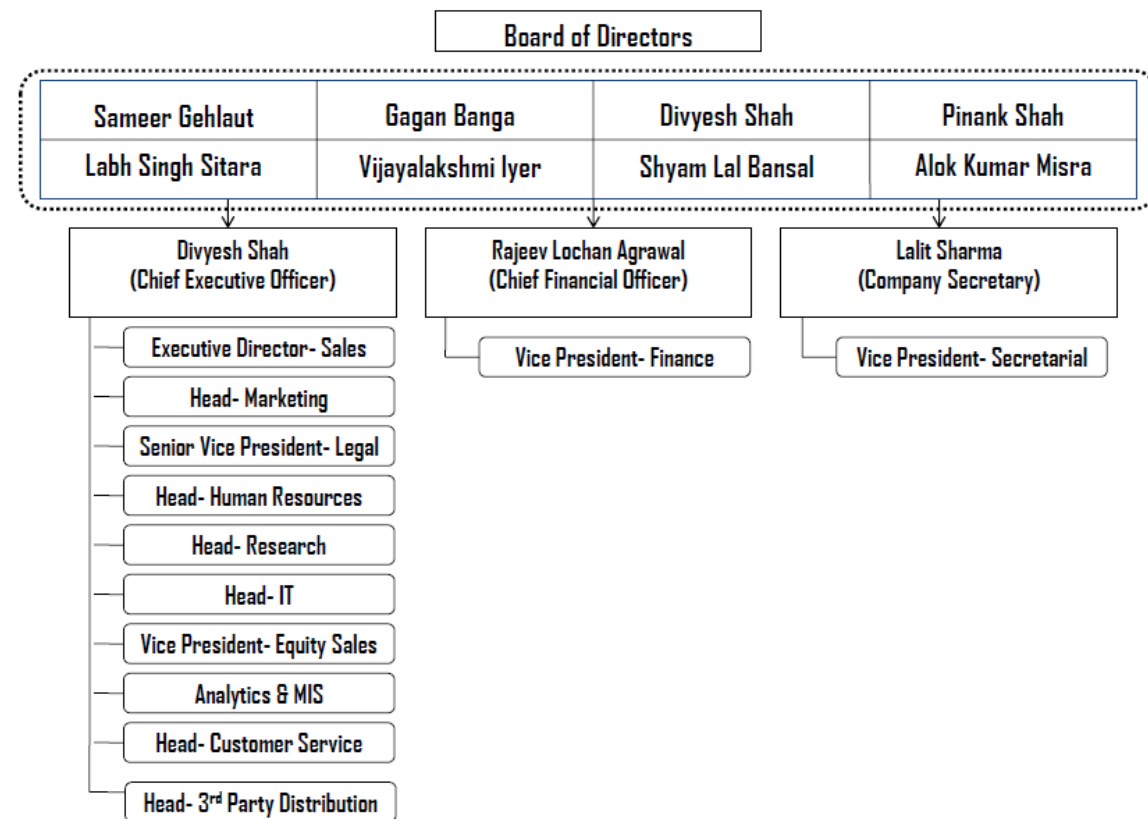 Board of Directors
Sameer Gehlaut
Gagan Banga
Divyesh Shah
Pinank Shah
Labh Singh Sitara
Vijayalakshmi Iyer
Shyam Lal Bansal
Alok Kumar Misra
Divyesh Shah
(Chief Executive Officer)
Rajeev Lochan Agrawal
(Chief Financial Officer)
Lalit Sharma
(Company Secretary)
Executive Director- Sales
Head- Marketing
Senior Vice President- Legal
Head- Human Resources
Head- Research
Head- IT
Vice President- Equity Sales
Analytics & MIS
Head- Customer Service
Head- 3rd Party Distribution
Vice President- Finance
Vice President- Secretarial